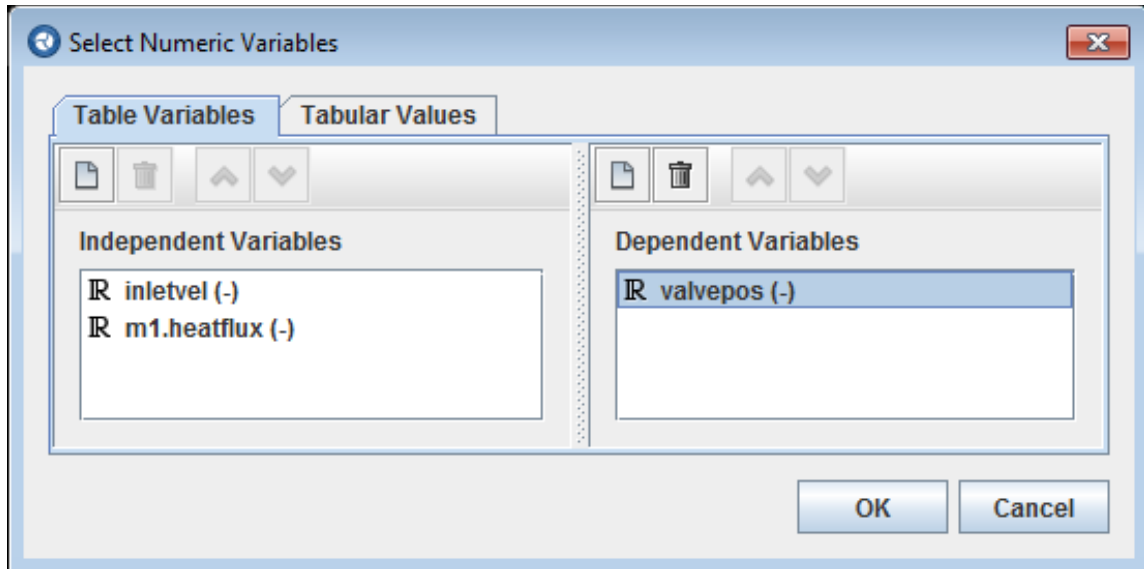 Select Numeric Variables
Table Variables
Tabular Values
Independent Variables
ℝ inletvel (-)
ℝ m1.heatflux (-)
Dependent Variables
ℝ valvepos (-)
OK
Cancel